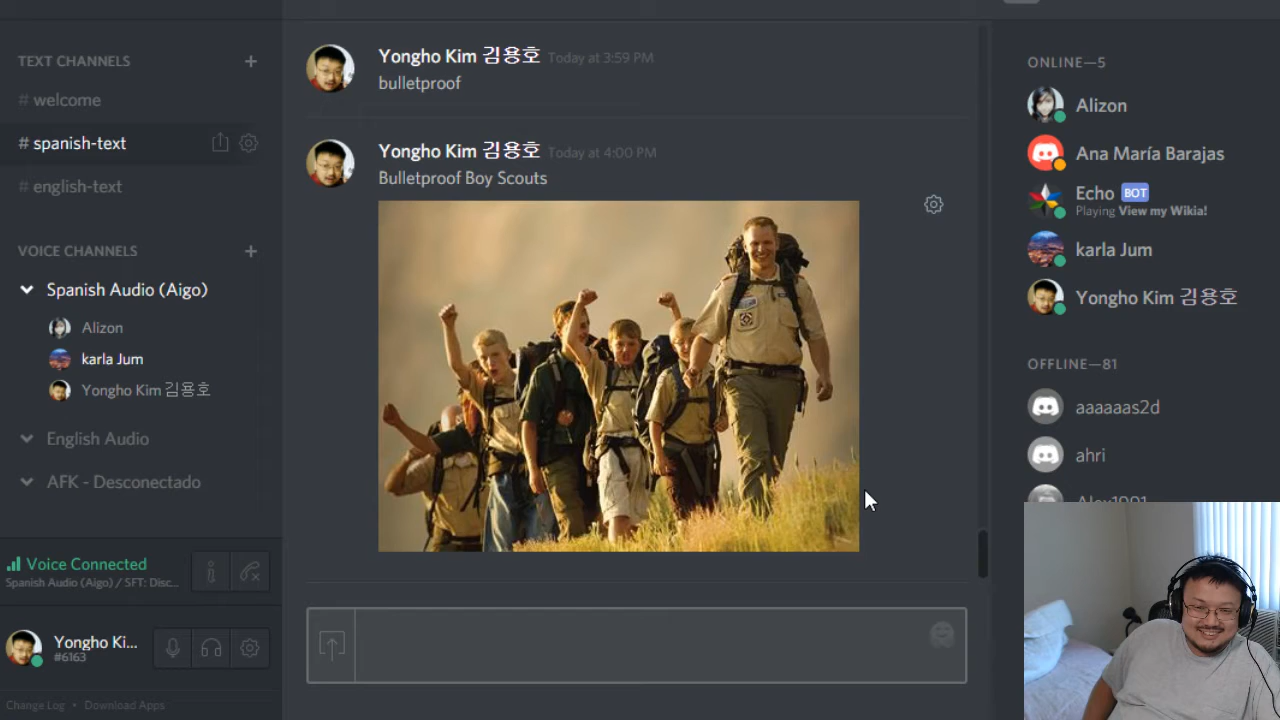 TEXT CHANNELS
# welcome
# spanish-text
# english-text
VOICE CHANNELS
Spanish Audio (Aigo)
Alizon
karla Jum
Yongho Kim 김용호
English Audio
AFK - Desconectado
Voice Connected
Spanish Audio (Aigo) / SFT: Disc...
Yongho Ki...
#6163
Change Log • Download Apps
Yongho Kim 김용호 Today at 3:59 PM
bulletproof
Yongho Kim 김용호 Today at 4:00 PM
Bulletproof Boy Scouts
ONLINE—5
Alizon
Ana María Barajas
Echo BOT
Playing View my Wikia!
karla Jum
Yongho Kim 김용호
OFFLINE—81
aaaaaas2d
ahri